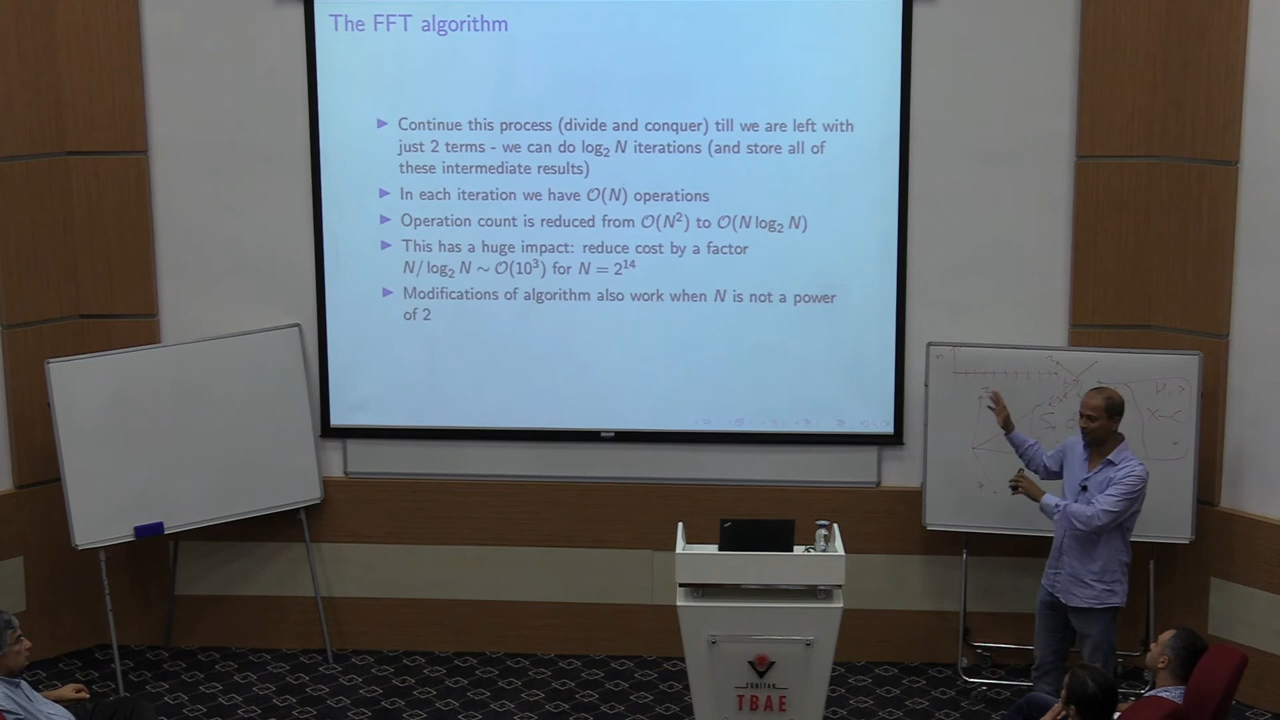 The FFT algorithm
▶ Continue this process (divide and conquer) till we are left with
just 2 terms - we can do log₂ N iterations (and store all of
these intermediate results)
▶ In each iteration we have 𝒪(N) operations
▶ Operation count is reduced from 𝒪(N²) to 𝒪(N log₂ N)
▶ This has a huge impact: reduce cost by a factor
N/ log₂ N ∼ 𝒪(10³) for N = 2¹⁴
▶ Modifications of algorithm also work when N is not a power
of 2
TÜBİTAK
TBAE